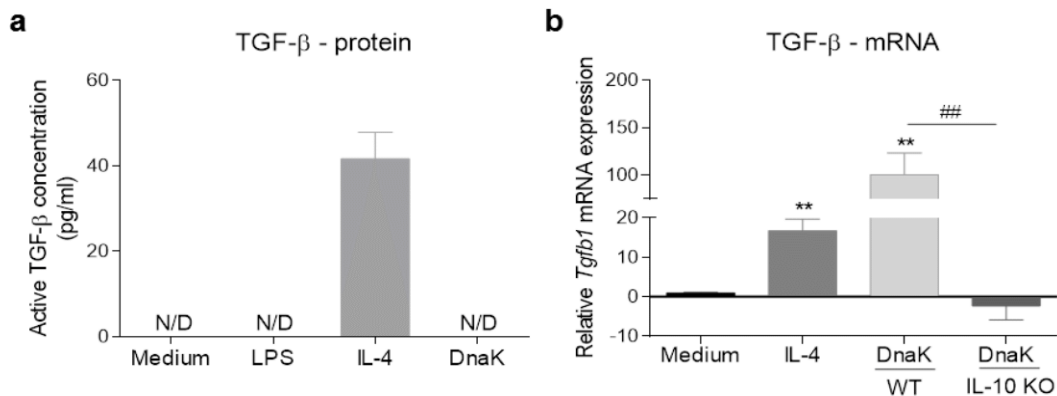 a
TGF-β - protein
Active TGF-β concentration
(pg/ml)
60
40
20
0
N/D
N/D
N/D
Medium
LPS
IL-4
DnaK
b
TGF-β - mRNA
Relative Tgfb1 mRNA expression
200
150
100
75
50
20
10
0
-10
**
**
##
Medium
IL-4
DnaK
WT
DnaK
IL-10 KO